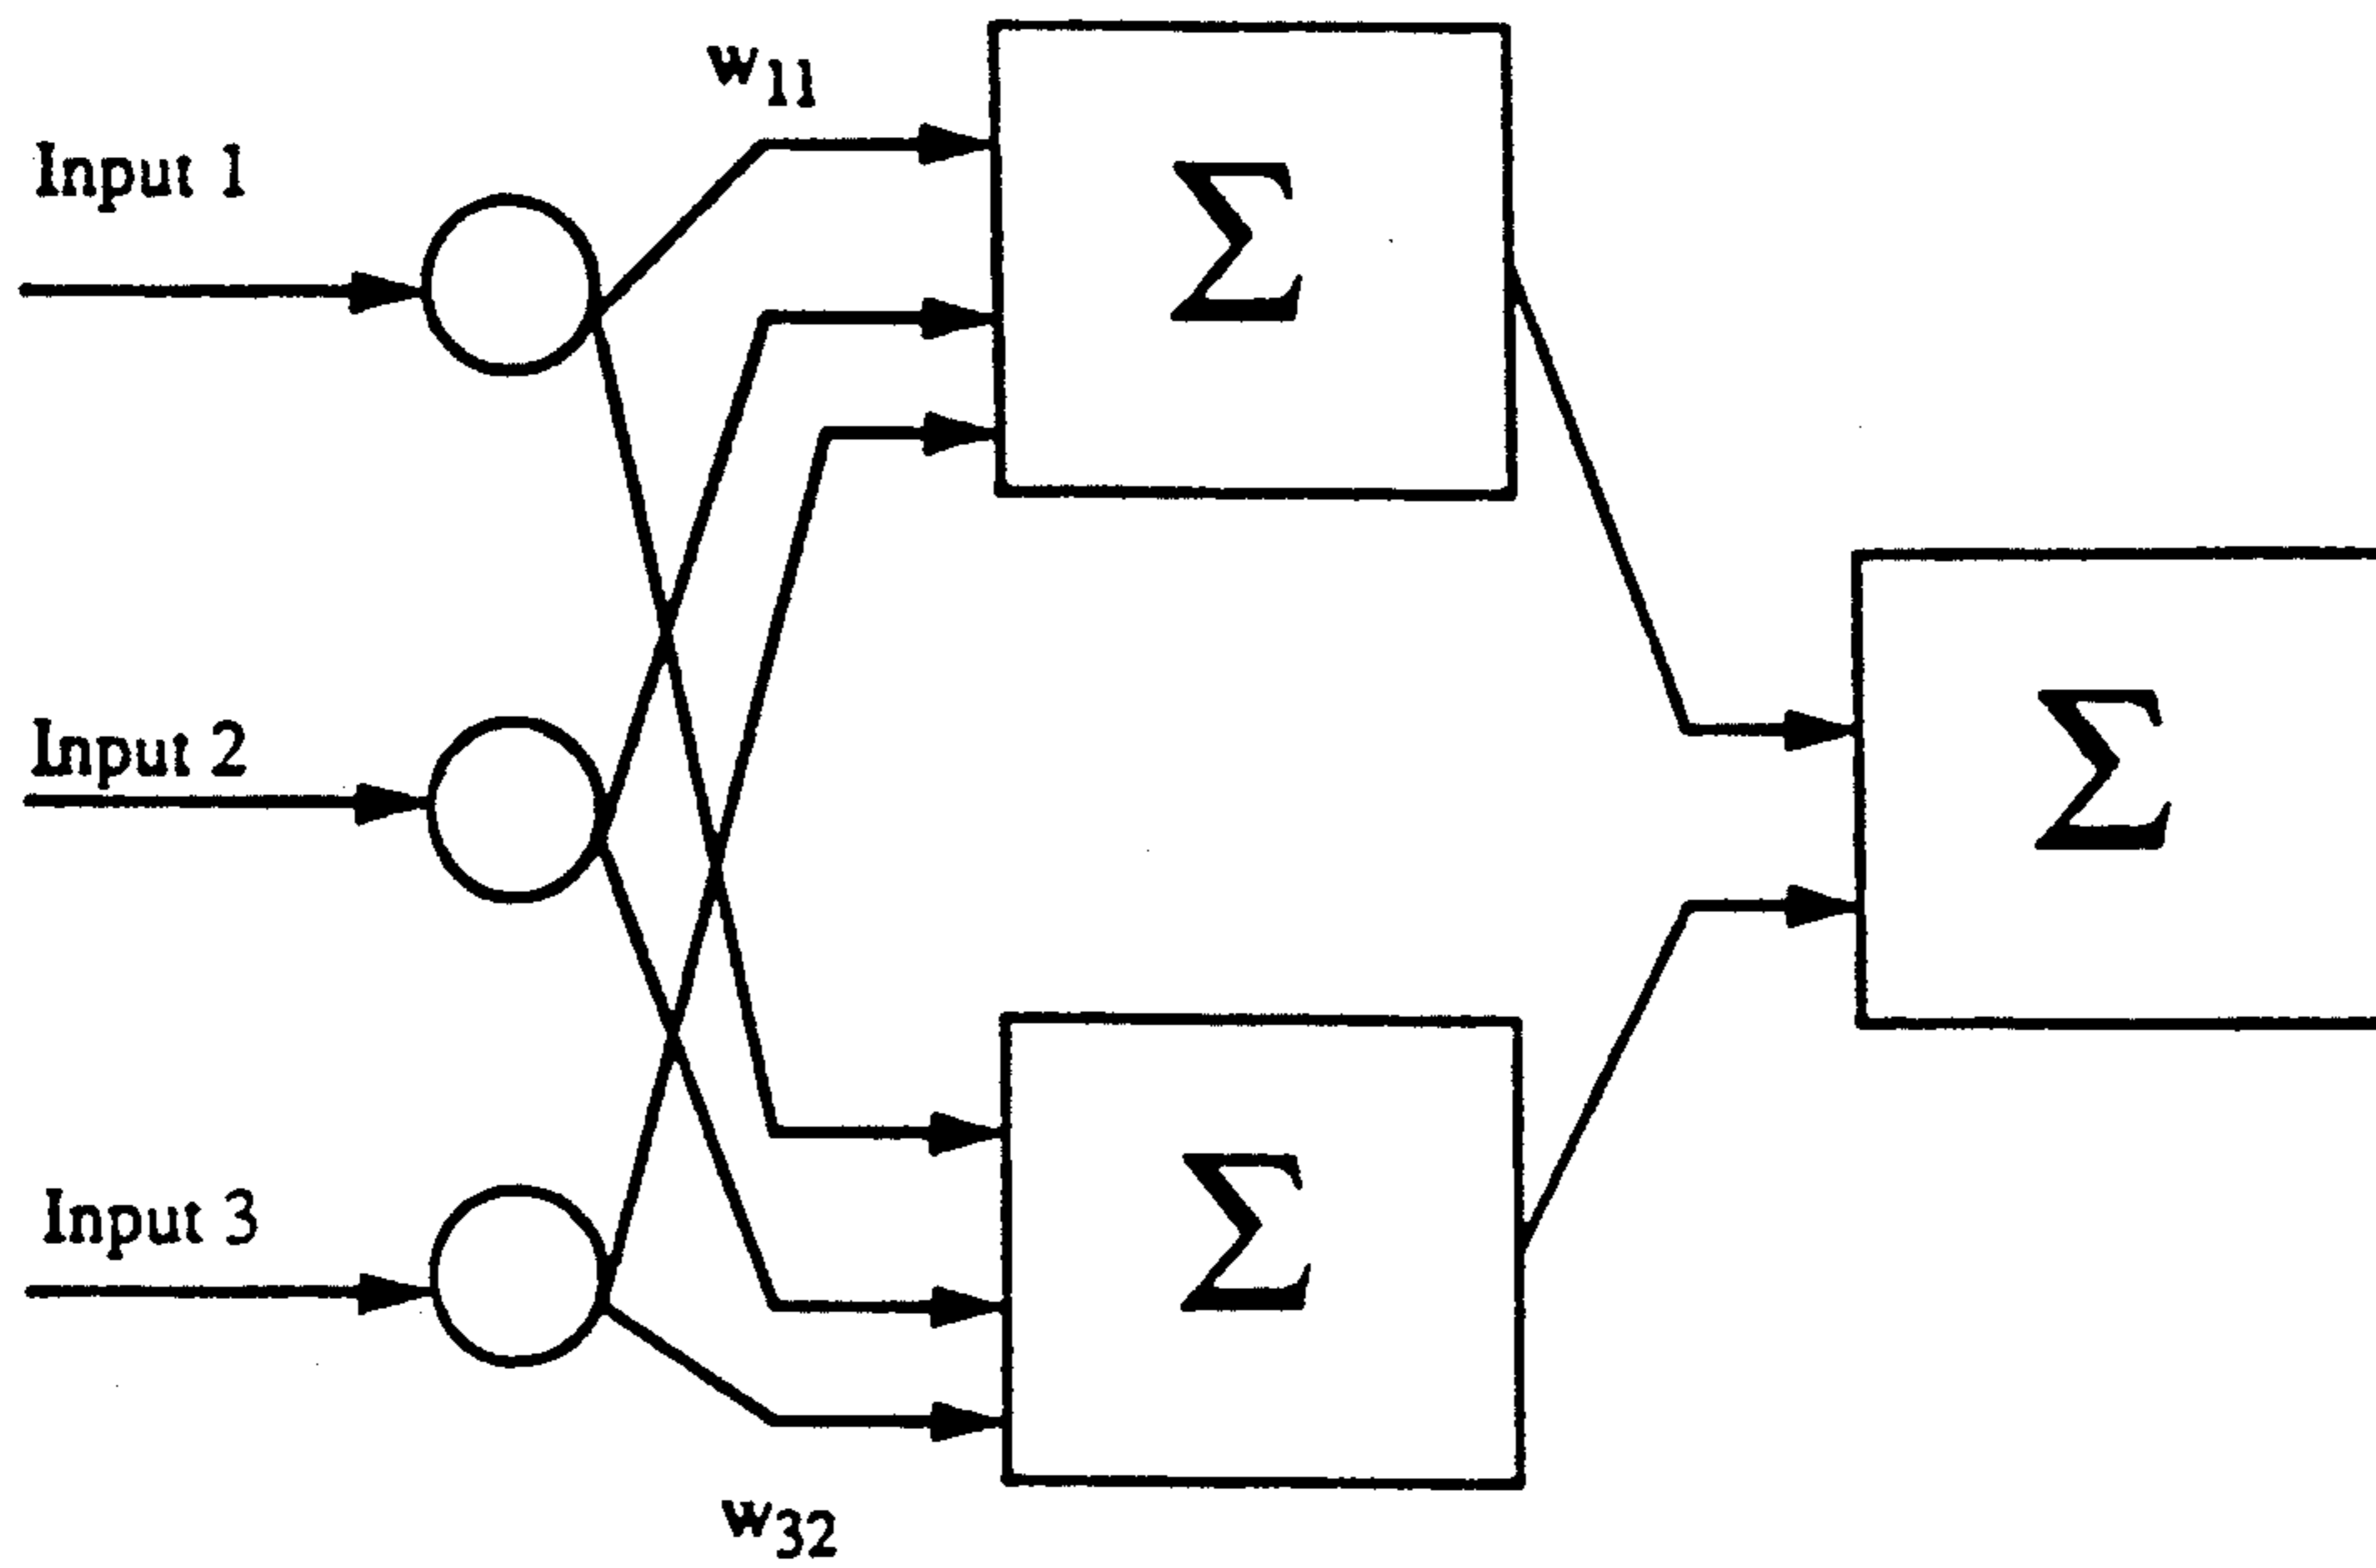 w11
Input 1
Σ
Input 2
Σ
Input 3
Σ
w32